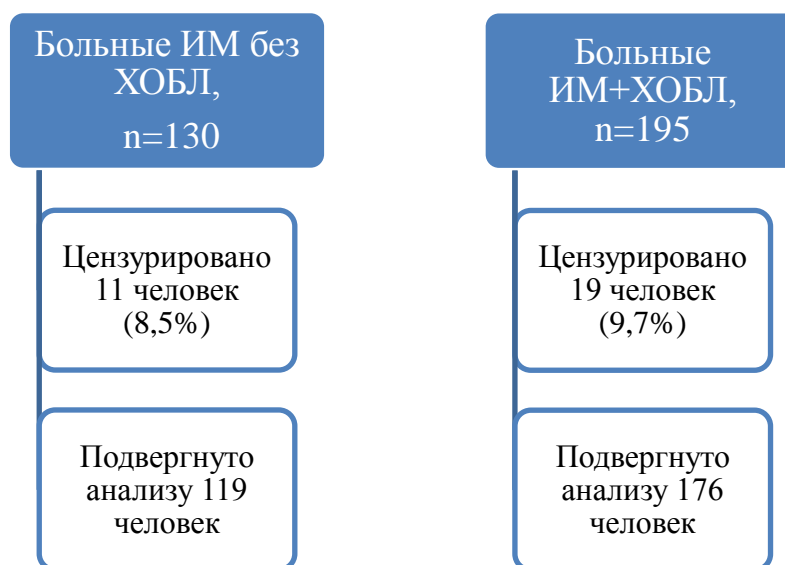 Больные ИМ без
ХОБЛ,
n=130
Цензурировано
11 человек
(8,5%)
Подвергнуто
анализу 119
человек
Больные
ИМ+ХОБЛ,
n=195
Цензурировано
19 человек
(9,7%)
Подвергнуто
анализу 176
человек